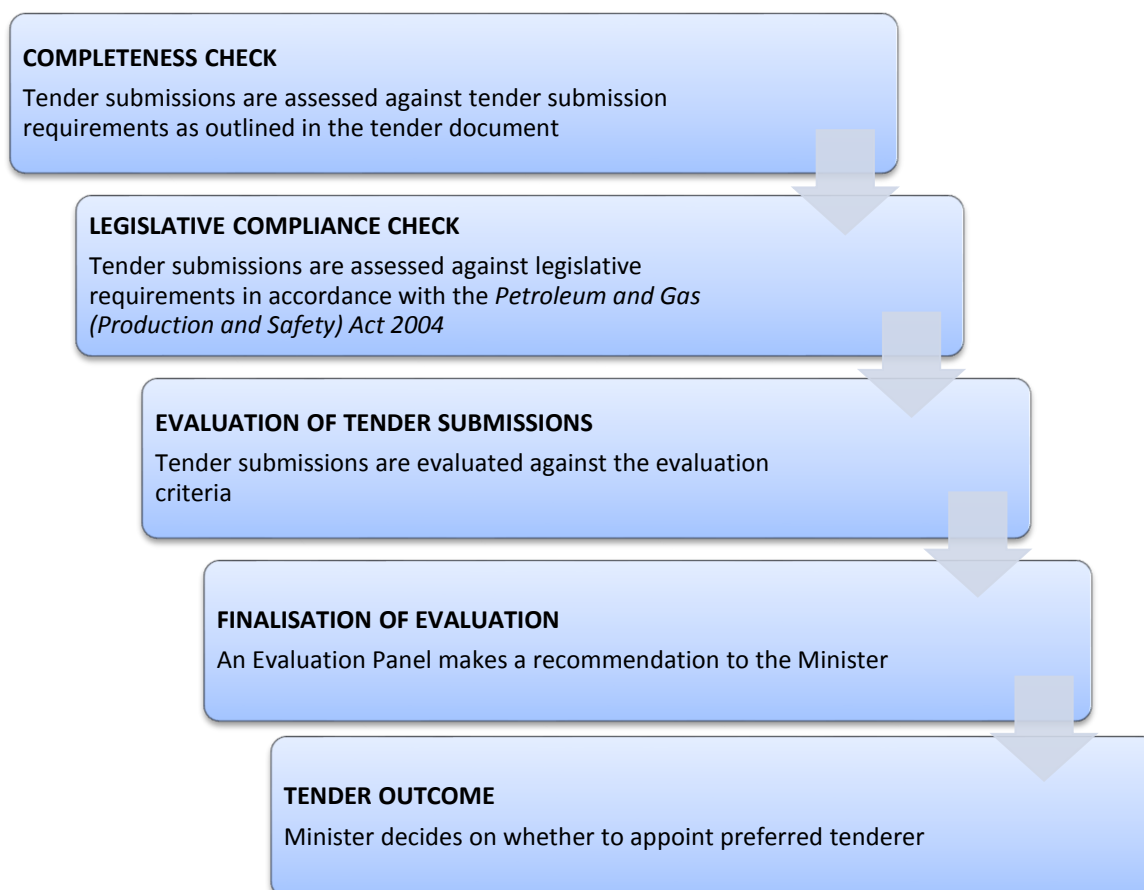 COMPLETENESS CHECK
Tender submissions are assessed against tender submission
requirements as outlined in the tender document
LEGISLATIVE COMPLIANCE CHECK
Tender submissions are assessed against legislative
requirements in accordance with the Petroleum and Gas
(Production and Safety) Act 2004
EVALUATION OF TENDER SUBMISSIONS
Tender submissions are evaluated against the evaluation
criteria
FINALISATION OF EVALUATION
An Evaluation Panel makes a recommendation to the Minister
TENDER OUTCOME
Minister decides on whether to appoint preferred tenderer